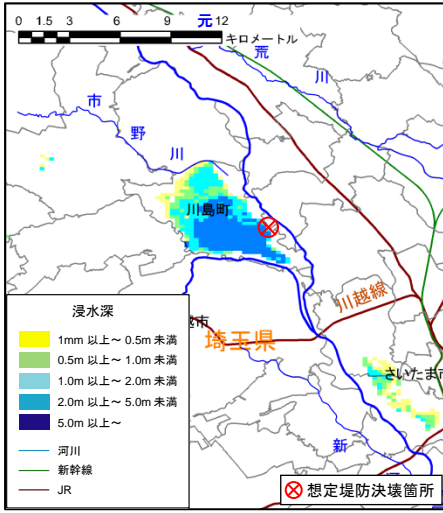 0 1.5 3 6 9 12
キロメートル
元
荒
川
市
野
川
川島町
川越線
越市
埼玉県
さいたま市
新
浸水深
1mm 以上～ 0.5m 未満
0.5m 以上～ 1.0m 未満
1.0m 以上～ 2.0m 未満
2.0m 以上～ 5.0m 未満
5.0m 以上～
河川
新幹線
JR
想定堤防決壊箇所